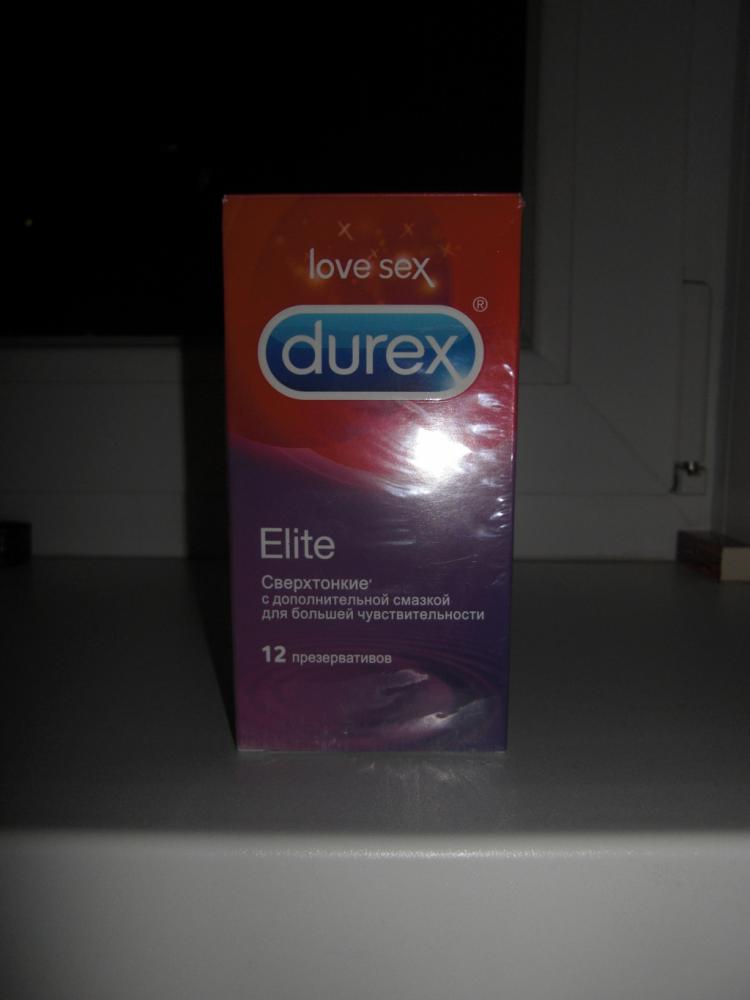 love sex
durex®
Elite
Сверхтонкие*
с дополнительной смазкой
для большей чувствительности
12 презервативов